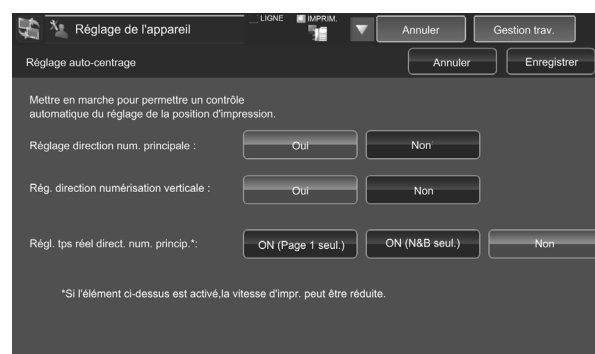 LIGNE IMPRIM.
Réglage de l'appareil Annuler Gestion trav.
Réglage auto-centrage Annuler Enregistrer
Mettre en marche pour permettre un contrôle
automatique du réglage de la position d'impression.
Réglage direction num. principale : Oui Non
Rég. direction numérisation verticale : Oui Non
Régl. tps réel direct. num. princip.*: ON (Page 1 seul.) ON (N&B seul.) Non
*Si l'élément ci-dessus est activé,la vitesse d'impr. peut être réduite.